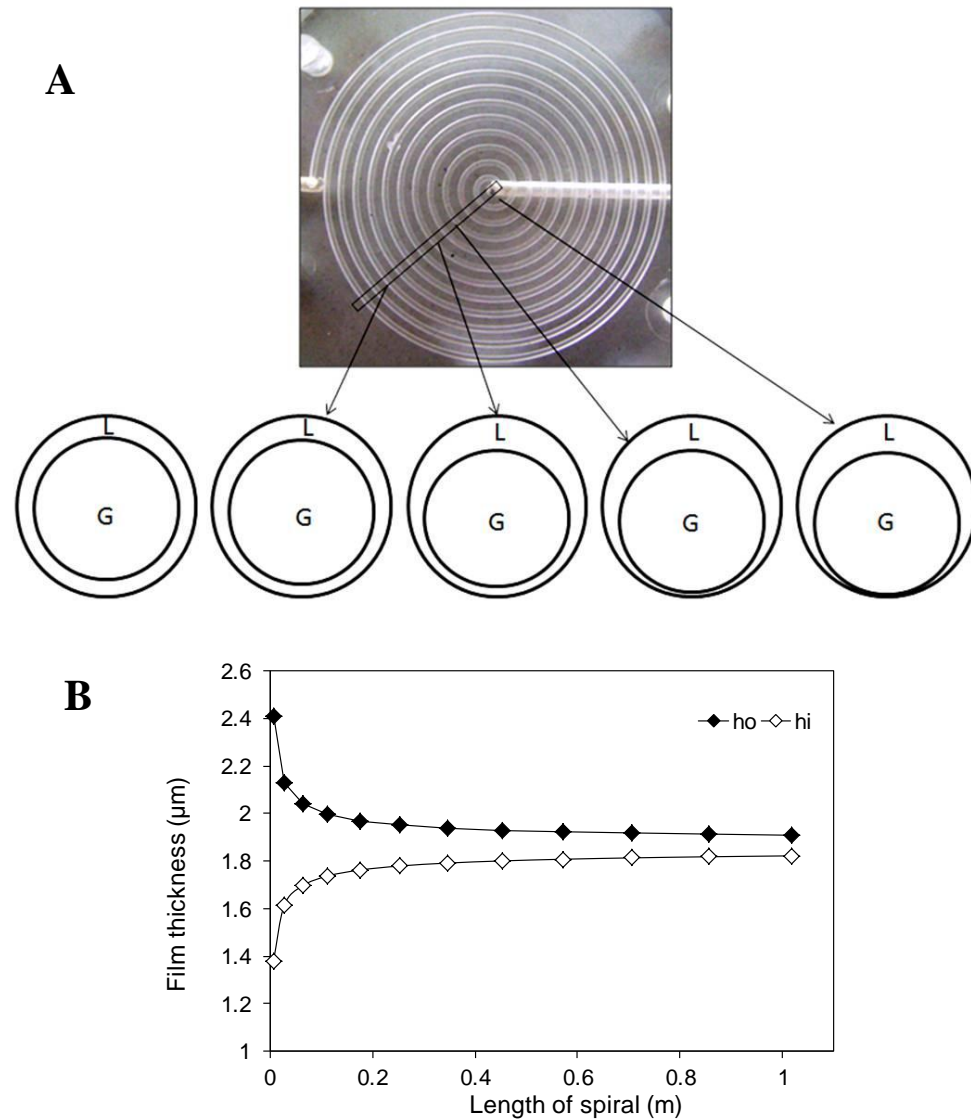 A
L L L L L
G G G G G
B
2.6
2.4
2.2
2
1.8
1.6
1.4
1.2
1
Film thickness (µm)
ho hi
0 0.2 0.4 0.6 0.8 1
Length of spiral (m)